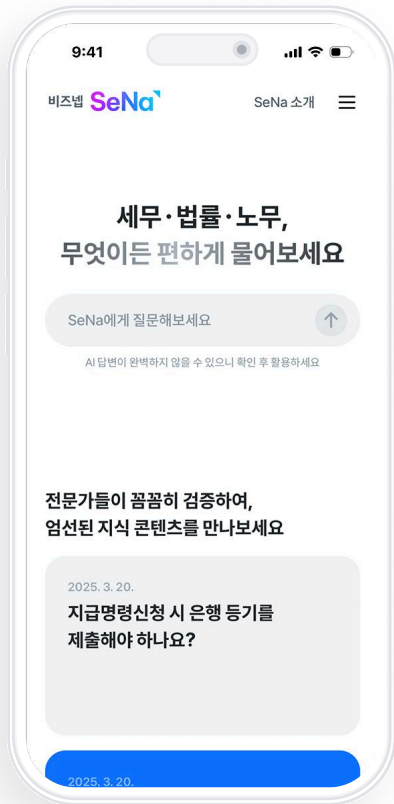 9:41
비즈넵 SeNa
SeNa 소개
세무·법률·노무,
무엇이든 편하게 물어보세요
SeNa에게 질문해보세요
AI 답변이 완벽하지 않을 수 있으니 확인 후 활용하세요
전문가들이 꼼꼼히 검증하여,
엄선된 지식 콘텐츠를 만나보세요
2025. 3. 20.
지급명령신청 시 은행 등기를
제출해야 하나요?
2025. 3. 20.